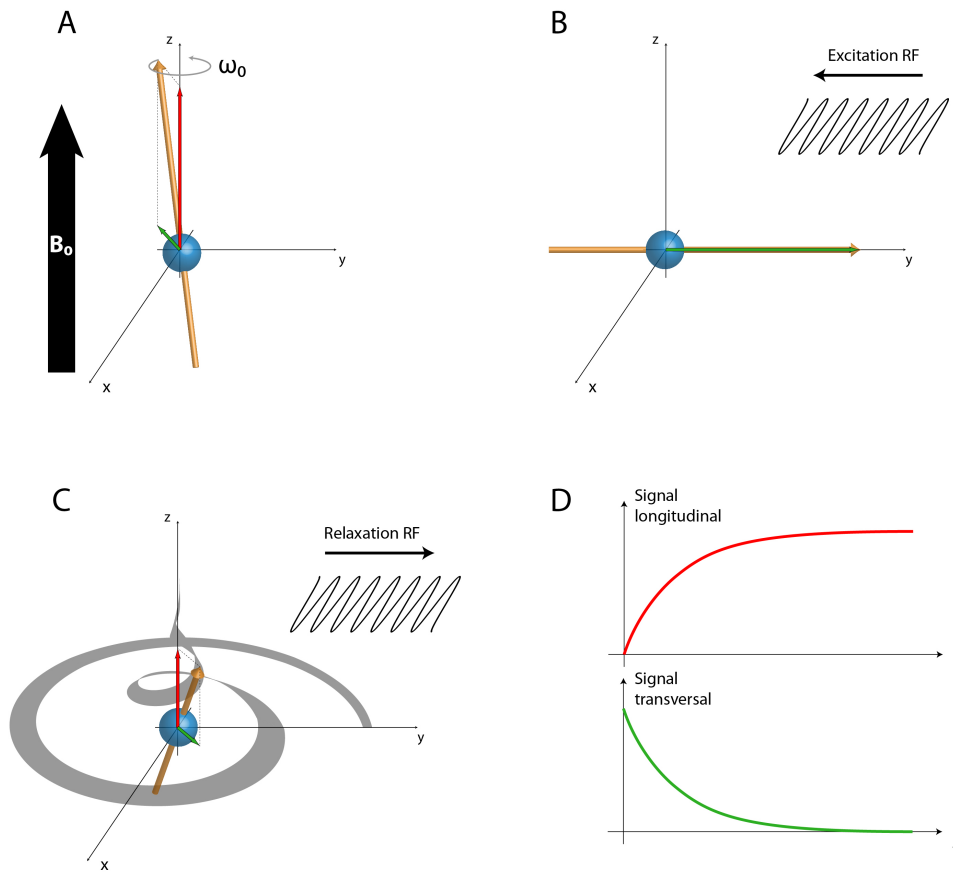 A
z
ω₀
B₀
y
x
B
z
Excitation RF
y
x
C
z
Relaxation RF
y
x
D
Signal
longitudinal
Signal
transversal